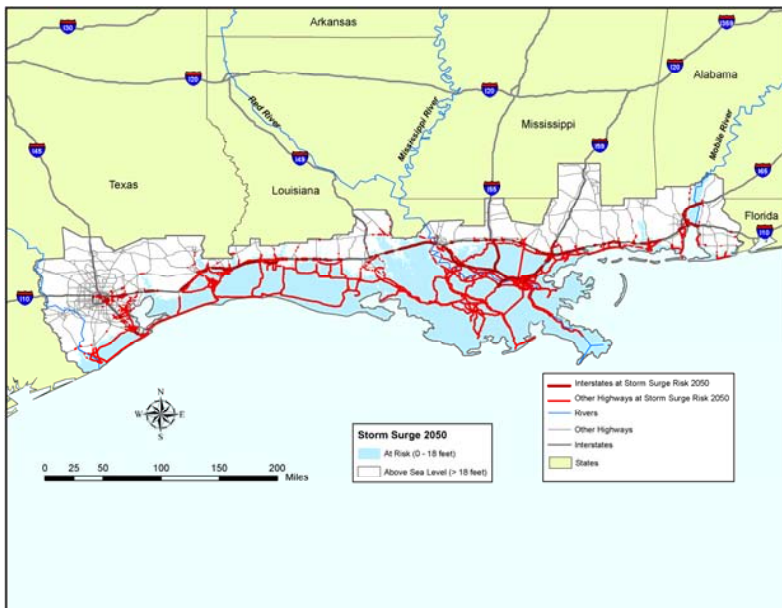 Arkansas
I30
I20
I20
I359
I20
Alabama
Red River
Mississippi River
Mississippi
Mobile River
I45
I49
I55
I59
I65
Texas
Louisiana
Florida
I10
I10
N
W E
S
Storm Surge 2050
At Risk (0 - 18 feet)
Above Sea Level (> 18 feet)
Interstates at Storm Surge Risk 2050
Other Highways at Storm Surge Risk 2050
Rivers
Other Highways
Interstates
States
0 50 100 150 200
Miles